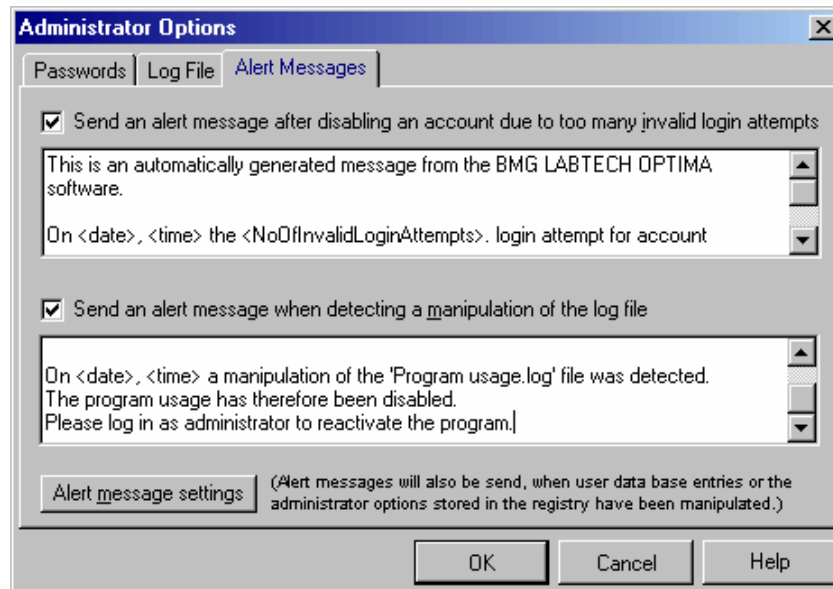 Administrator Options
Passwords Log File Alert Messages
Send an alert message after disabling an account due to too many invalid login attempts
This is an automatically generated message from the BMG LABTECH OPTIMA
software.
On <date>, <time> the <NoOfInvalidLoginAttempts>. login attempt for account
Send an alert message when detecting a manipulation of the log file
On <date>, <time> a manipulation of the 'Program usage.log' file was detected.
The program usage has therefore been disabled.
Please log in as administrator to reactivate the program.
Alert message settings
(Alert messages will also be send, when user data base entries or the
administrator options stored in the registry have been manipulated.)
OK Cancel Help